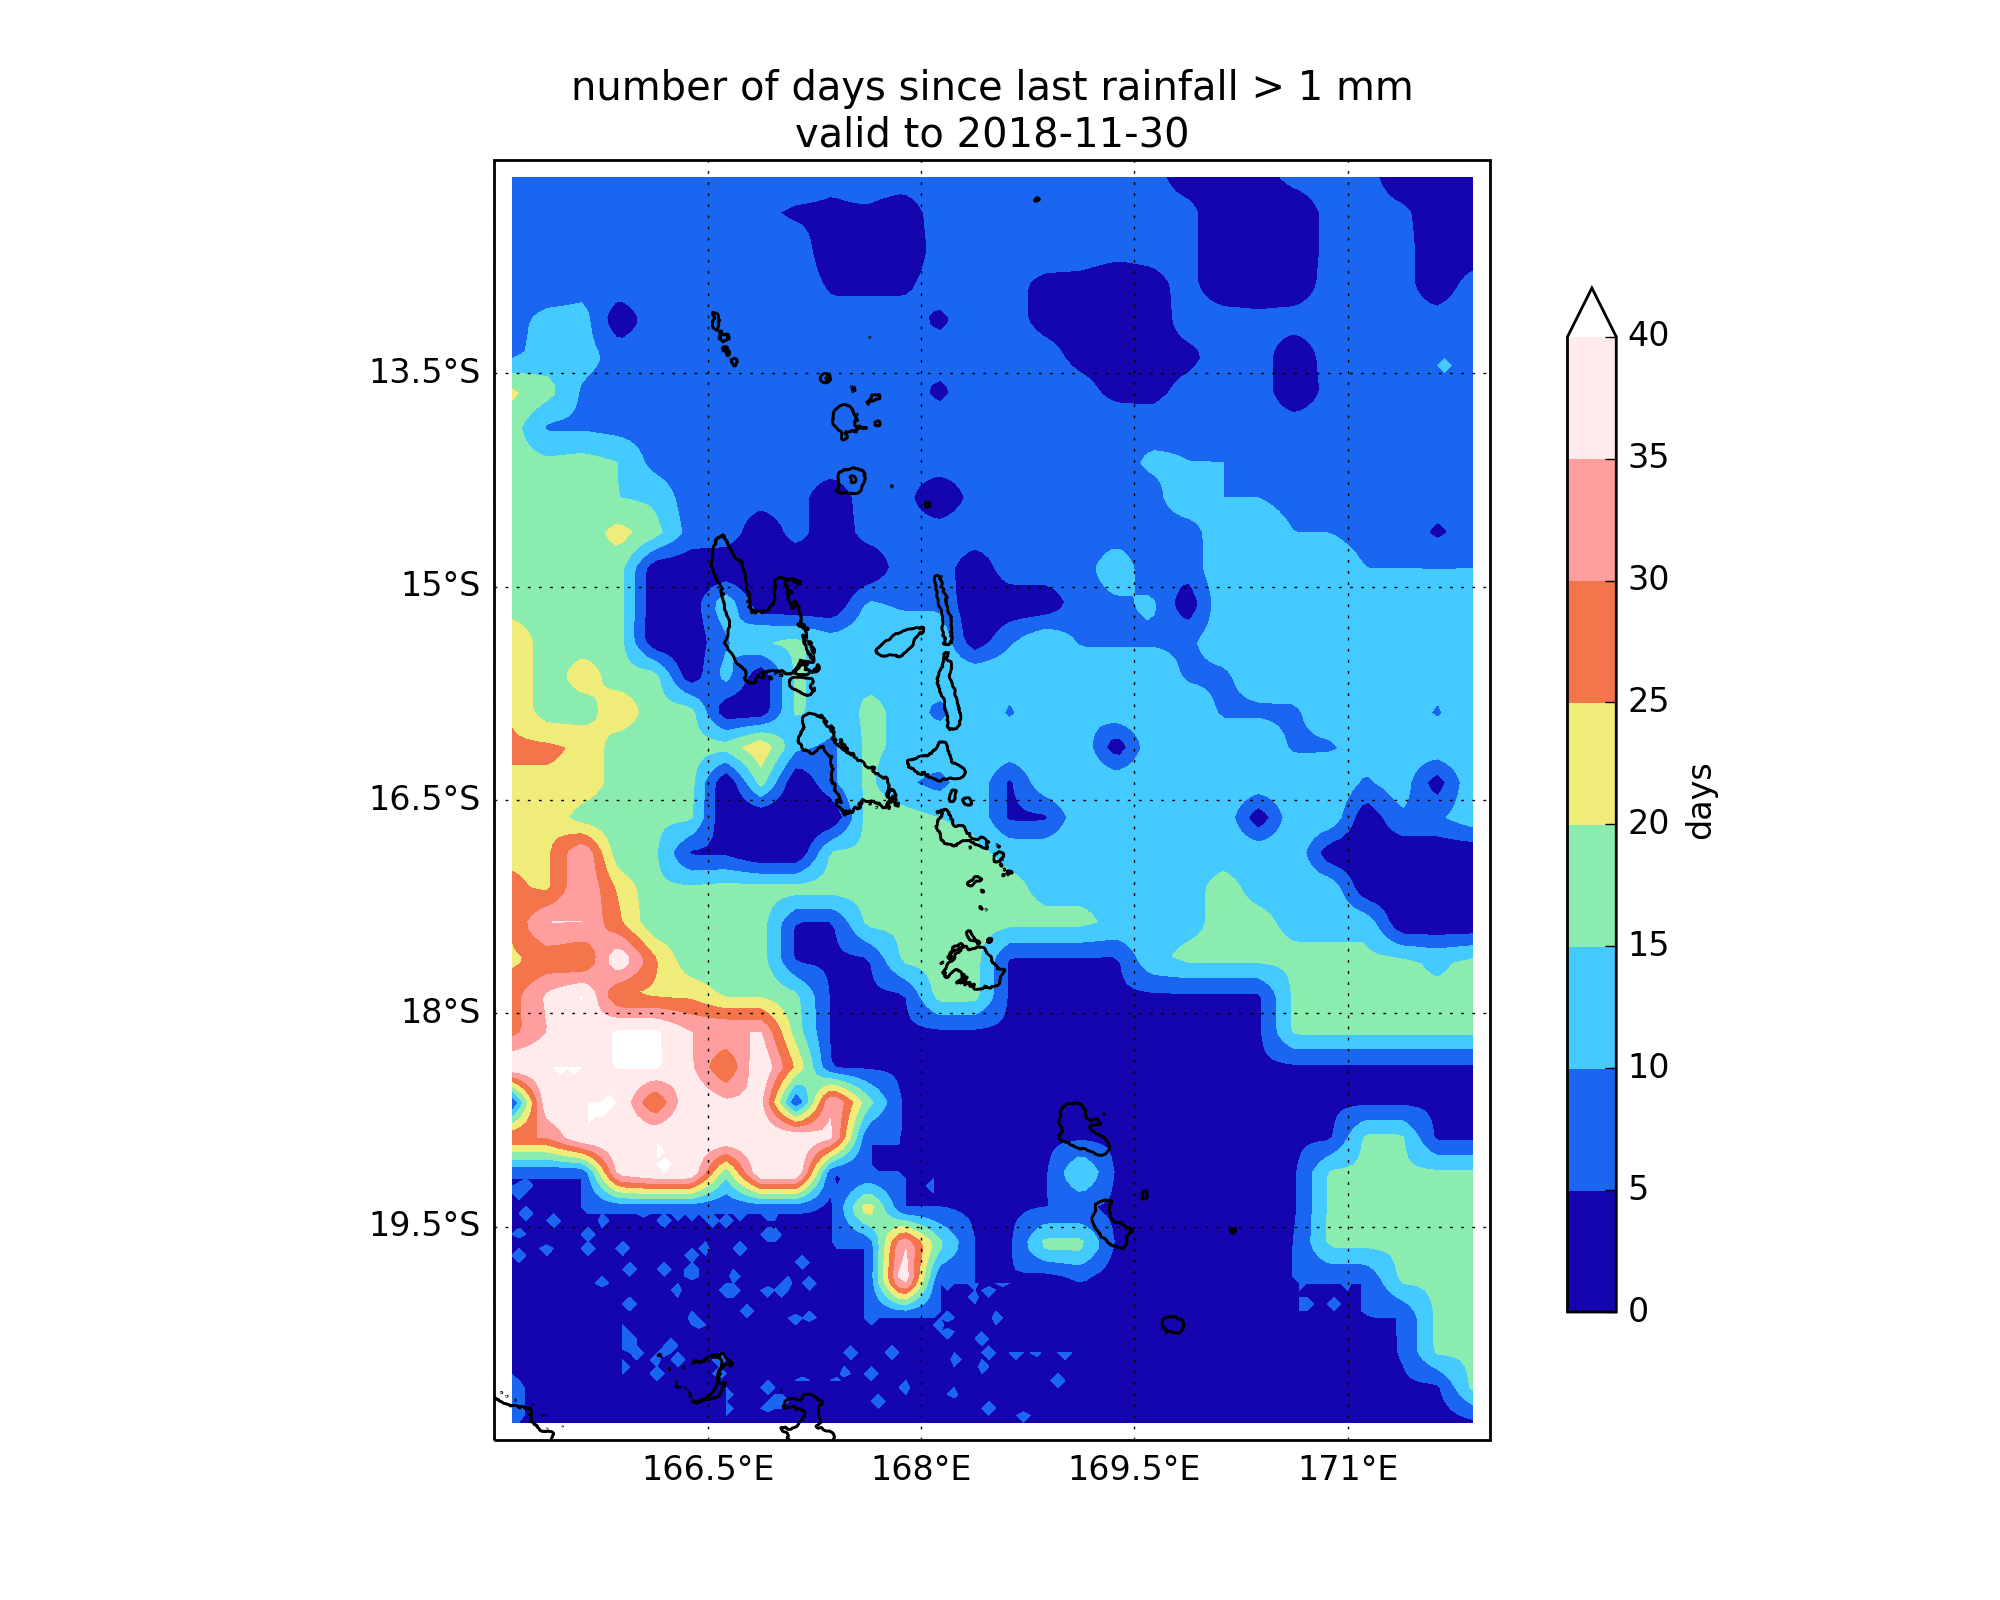 number of days since last rainfall > 1 mm
valid to 2018-11-30
13.5°S
15°S
16.5°S
18°S
19.5°S
166.5°E
168°E
169.5°E
171°E
40
35
30
25
20
15
10
5
0
days